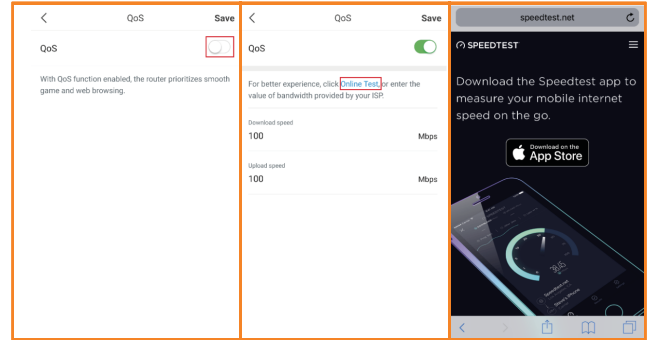 QoS
Save
QoS
With QoS function enabled, the router prioritizes smooth
game and web browsing.
QoS
Save
QoS
For better experience, click Online Test, or enter the
value of bandwidth provided by your ISP.
Download speed
100 Mbps
Upload speed
100 Mbps
speedtest.net
SPEEDTEST
Download the Speedtest app to
measure your mobile internet
speed on the go.
Download on the
App Store
Speedtest.net